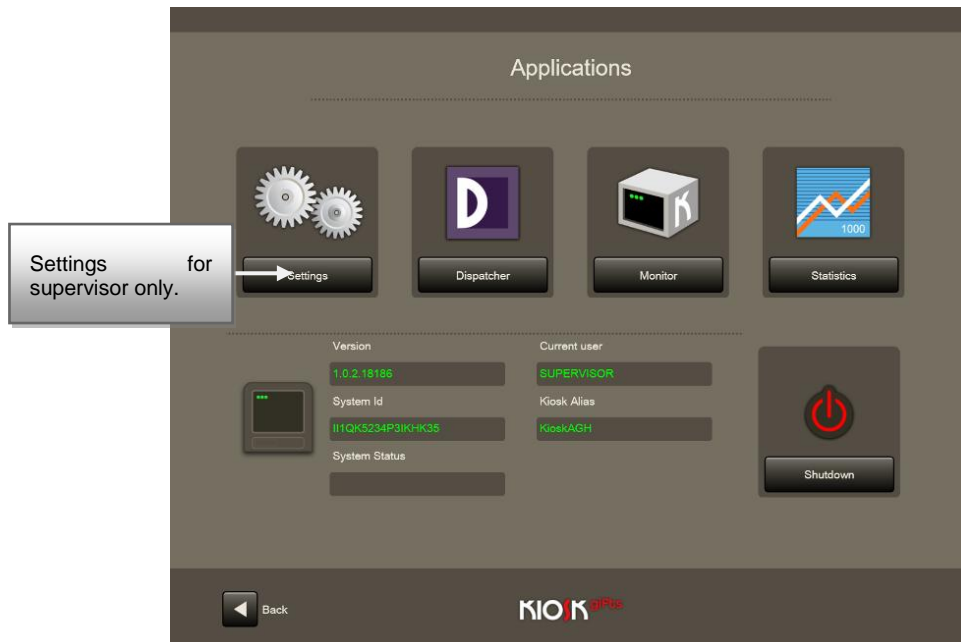 Applications
Settings for
supervisor only.
Settings
Dispatcher
Monitor
1000
Statistics
Version
Current user
1.0.2.18186
SUPERVISOR
System Id
Kiosk Alias
II1QK5234P3IKHK35
KioskAGH
System Status
Shutdown
Back
KIOSK gifts